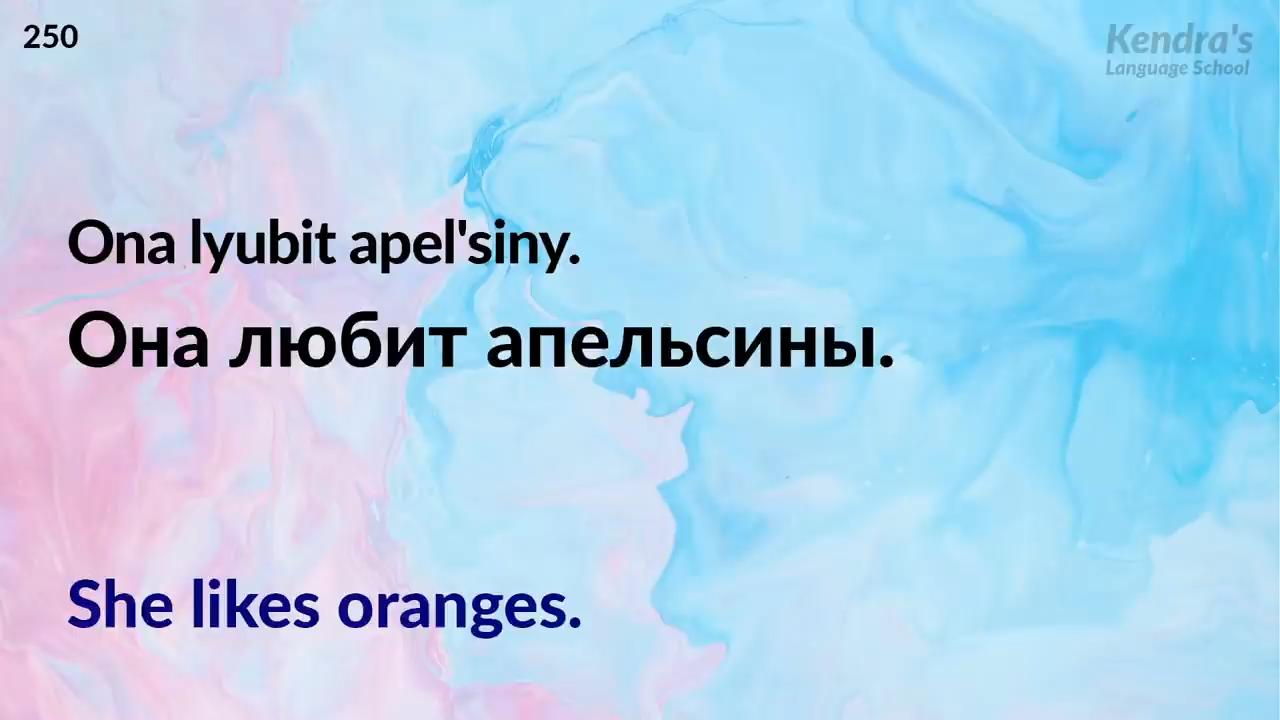 250
Kendra's
Language School
Ona lyubit apel'siny.
Она любит апельсины.
She likes oranges.